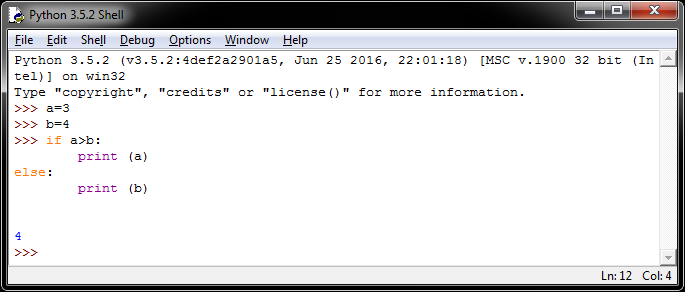 Python 3.5.2 Shell
File Edit Shell Debug Options Window Help
Python 3.5.2 (v3.5.2:4def2a2901a5, Jun 25 2016, 22:01:18) [MSC v.1900 32 bit (In
tel)] on win32
Type "copyright", "credits" or "license()" for more information.
>>> a=3
>>> b=4
>>> if a>b:
        print (a)
else:
        print (b)
4
>>>
Ln: 12 Col: 4